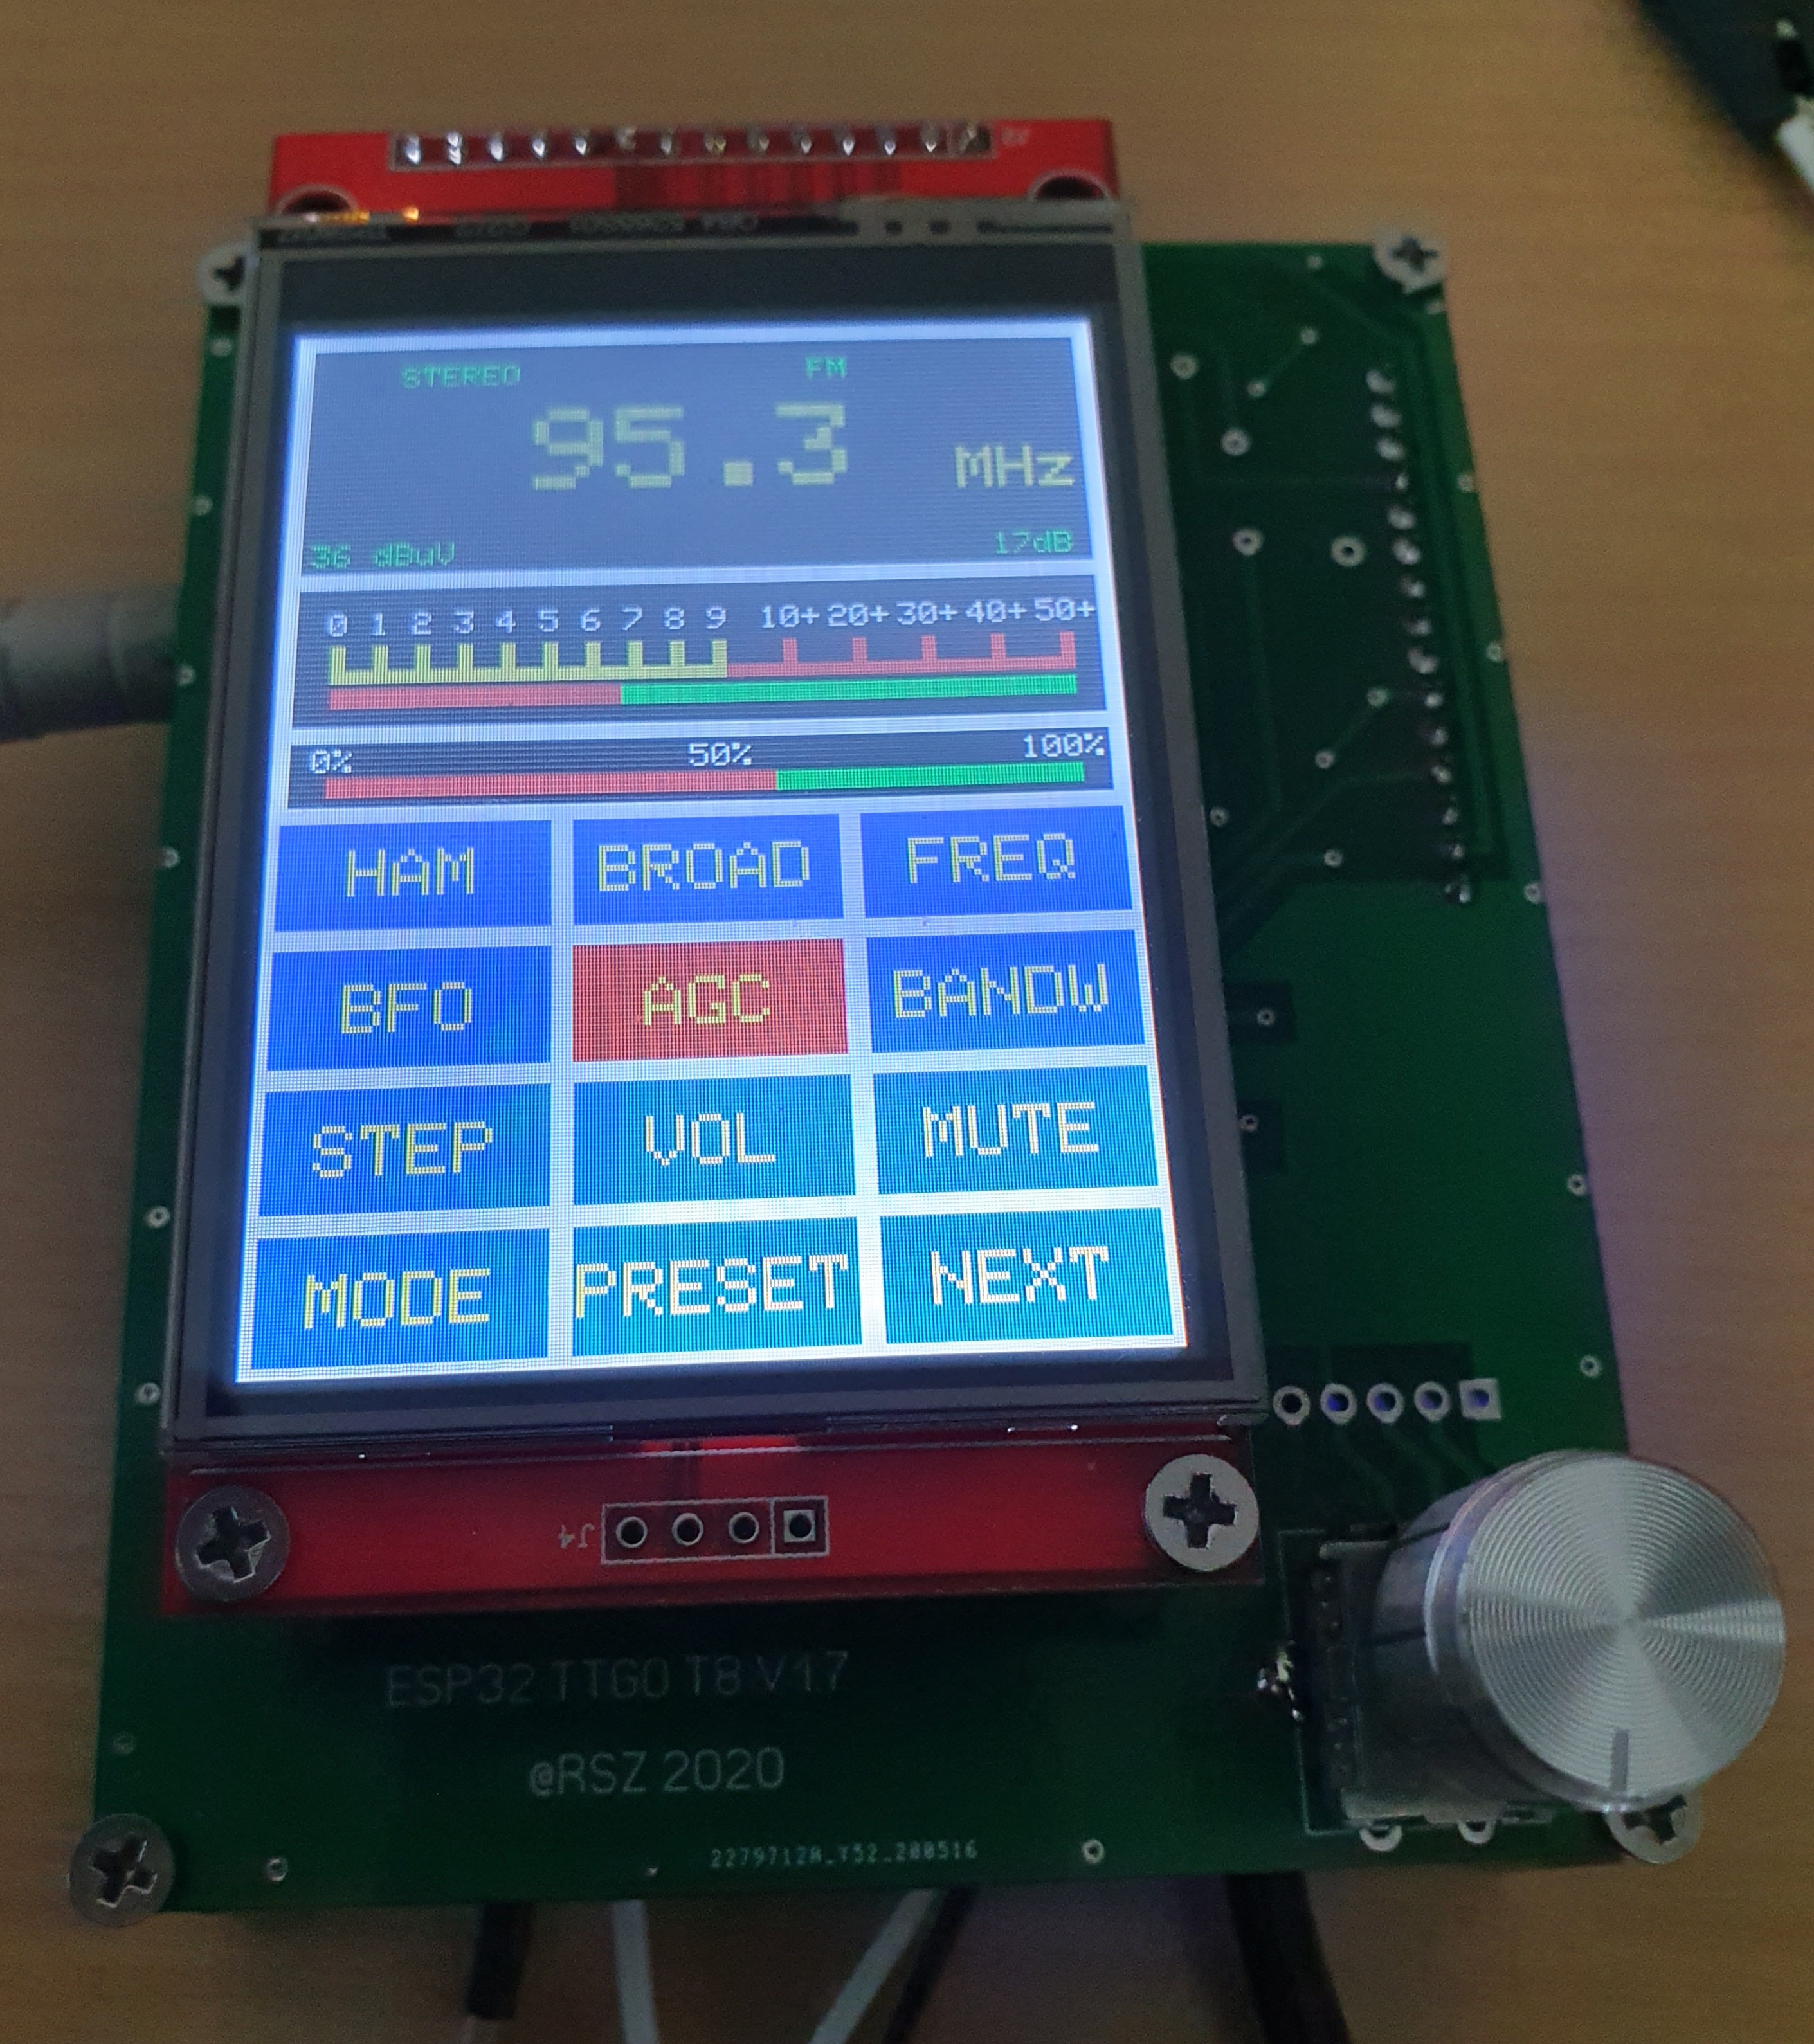 STEREO FM
95.3 MHz
36 dBuV 17dB
0 1 2 3 4 5 6 7 8 9 10+ 20+ 30+ 40+ 50+
0% 50% 100%
HAM BROAD FREQ
BFO AGC BANDW
STEP VOL MUTE
MODE PRESET NEXT
J4
ESP32 TTGO T8 V1.7
@RSZ 2020
2279712A_Y52_200516